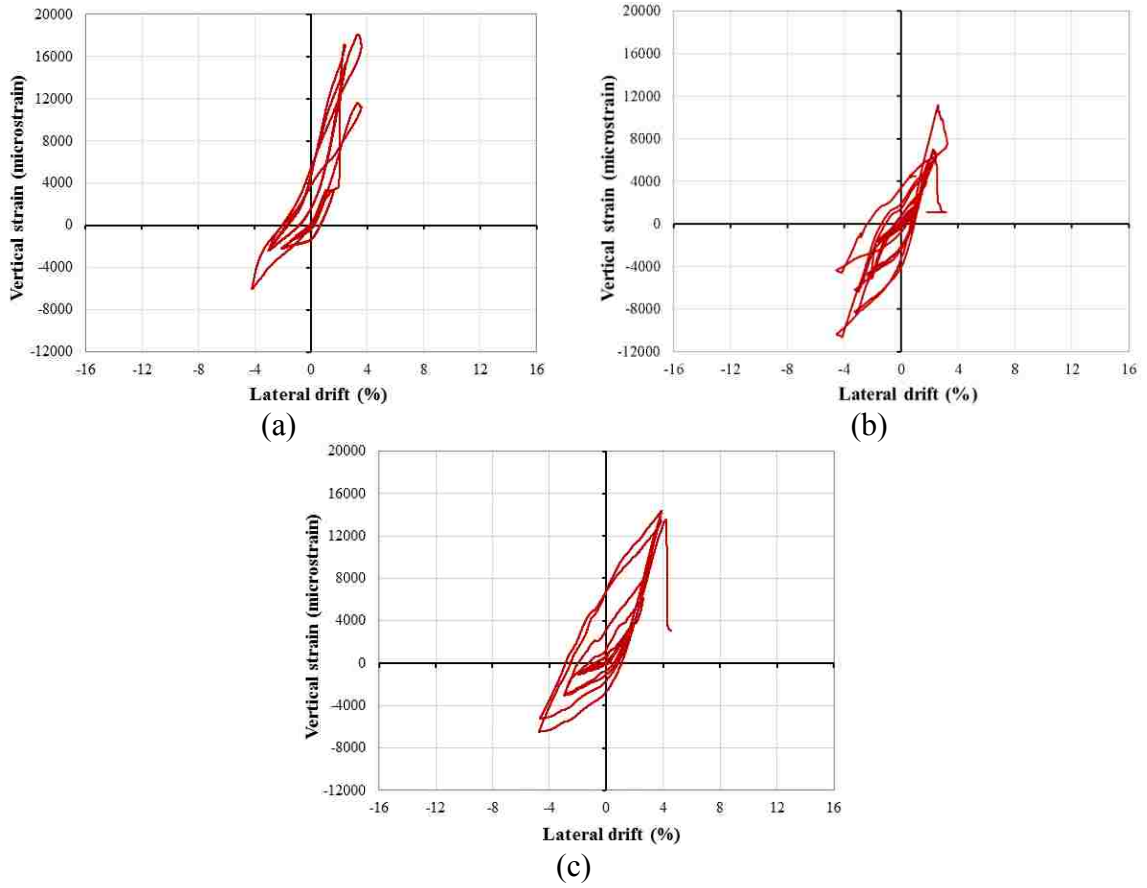 20000
16000
12000
8000
4000
0
-4000
-8000
-12000
Vertical strain (microstrain)
-16 -12 -8 -4 0 4 8 12 16
Lateral drift (%)
(a)
20000
16000
12000
8000
4000
0
-4000
-8000
-12000
Vertical strain (microstrain)
-16 -12 -8 -4 0 4 8 12 16
Lateral drift (%)
(b)
20000
16000
12000
8000
4000
0
-4000
-8000
-12000
Vertical strain (microstrain)
-16 -12 -8 -4 0 4 8 12 16
Lateral drift (%)
(c)